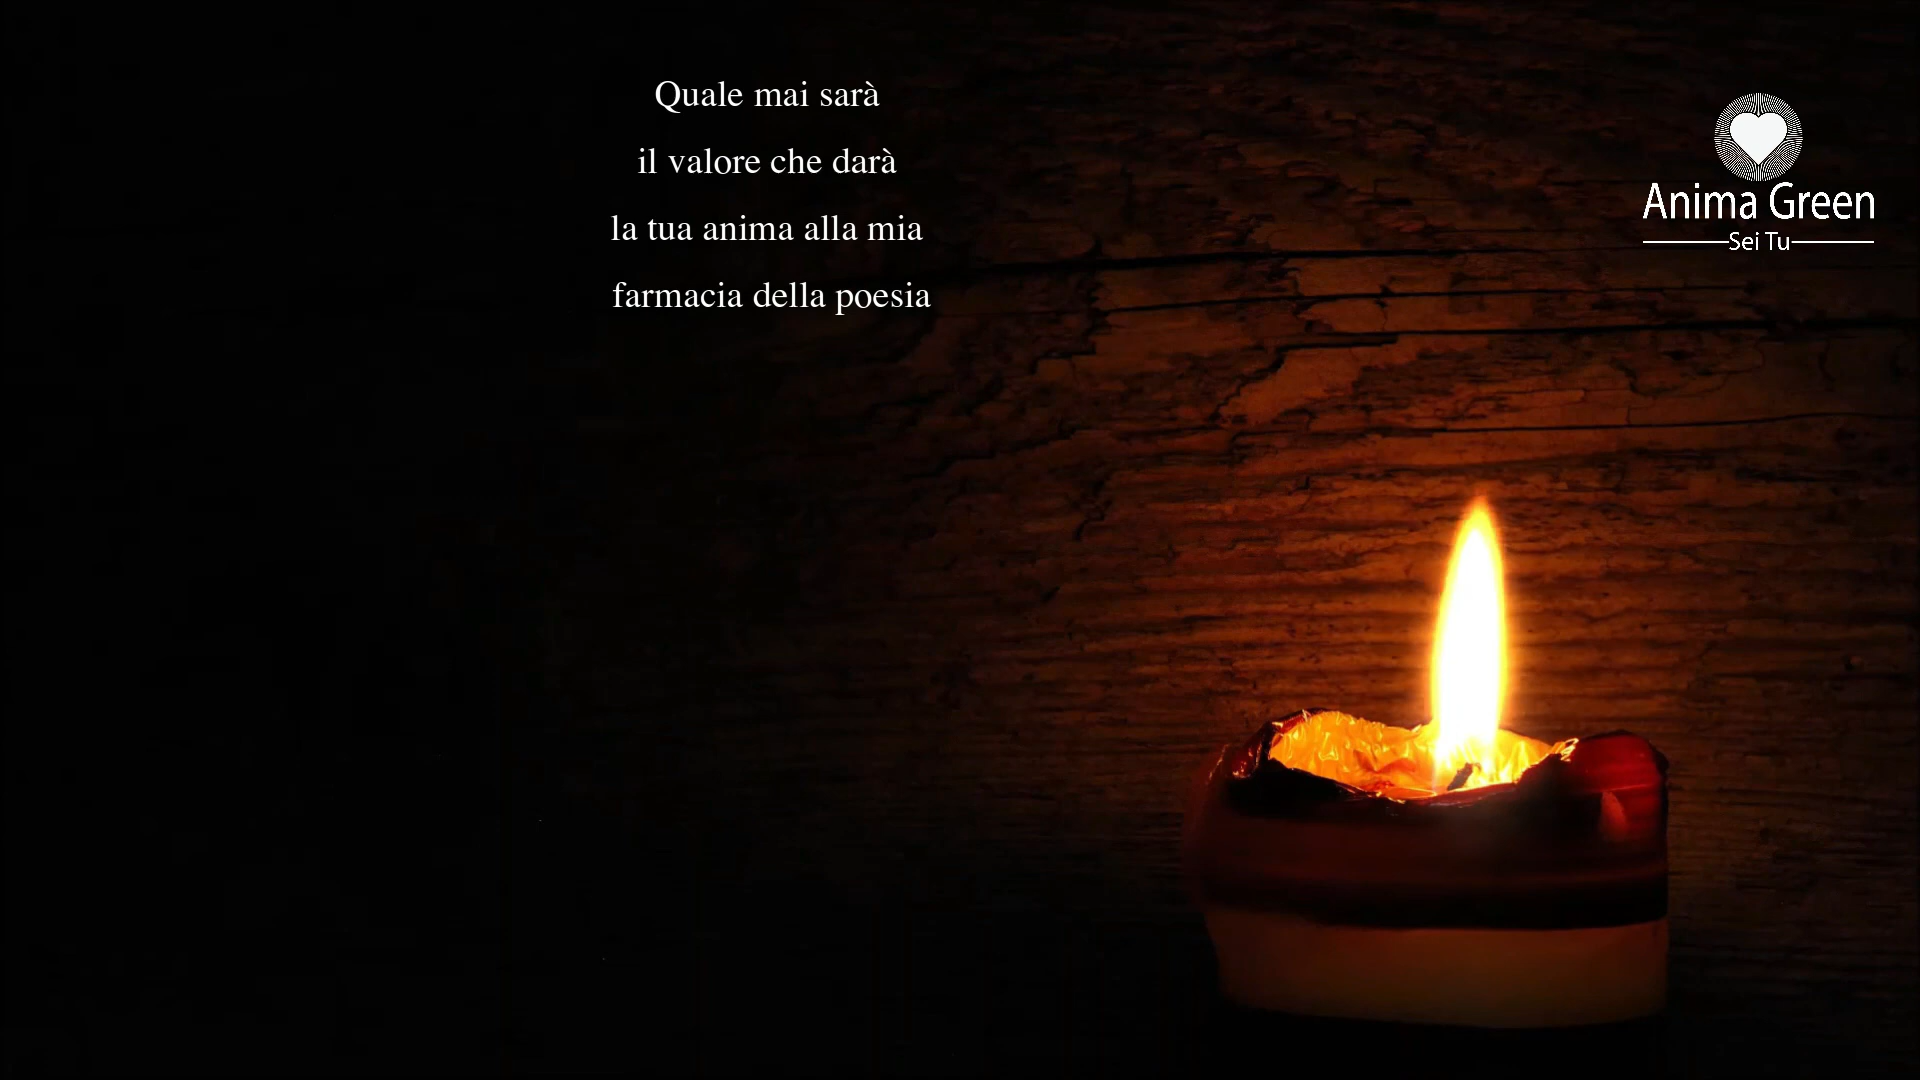 Quale mai sarà
il valore che darà
la tua anima alla mia
farmacia della poesia
Anima Green
Sei Tu